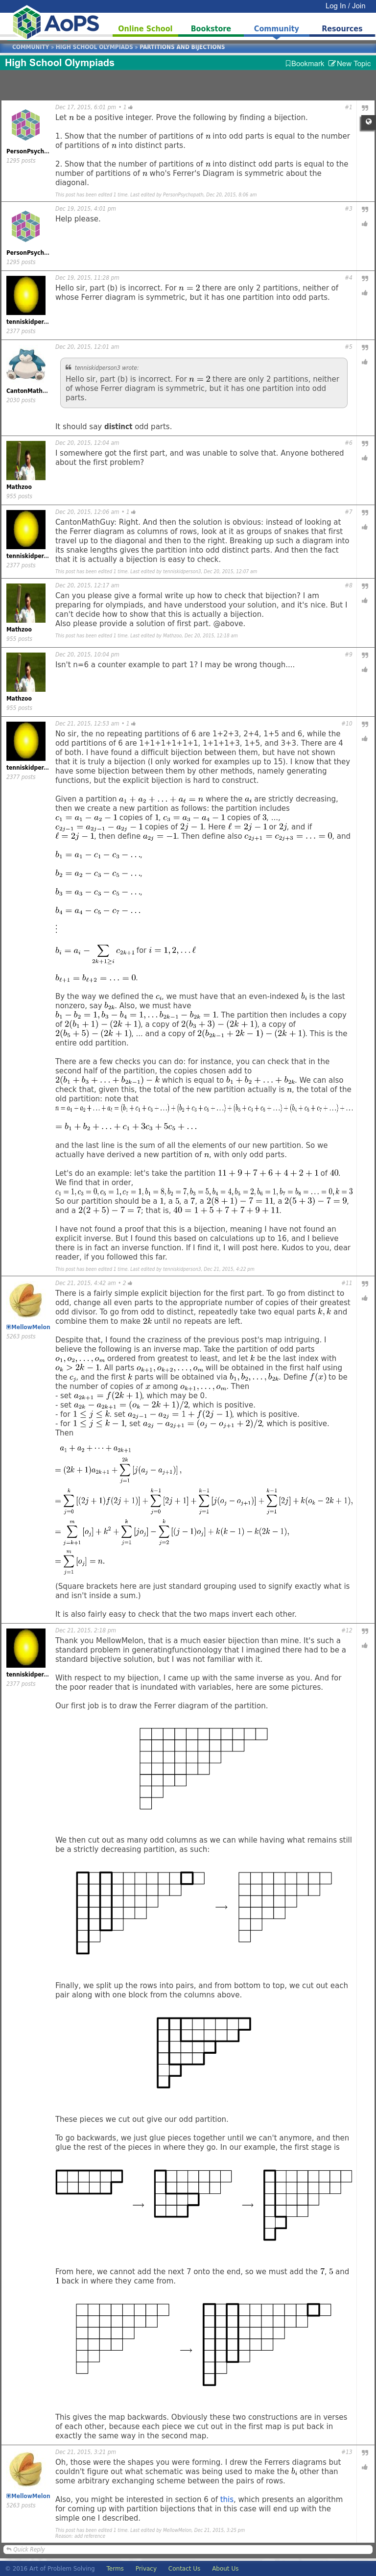 Log In / Join
AoPS
Online School
Bookstore
Community
Resources
COMMUNITY » HIGH SCHOOL OLYMPIADS » PARTITIONS AND BIJECTIONS
High School Olympiads
Bookmark
New Topic
Dec 17, 2015, 6:01 pm • 1
#1
PersonPsych...
1285 posts
Let n be a positive integer. Prove the following by finding a bijection.
1. Show that the number of partitions of n into odd parts is equal to the number
of partitions of n into distinct parts.
2. Show that the number of partitions of n into distinct odd parts is equal to the
number of partitions of n who's Ferrer's Diagram is symmetric about the
diagonal.
This post has been edited 1 time. Last edited by PersonPsychopath, Dec 20, 2015, 8:06 am
Dec 19, 2015, 4:01 pm
#3
PersonPsych...
1285 posts
Help please.
Dec 19, 2015, 11:28 pm
#4
tenniskidper...
2377 posts
Hello sir, part (b) is incorrect. For n = 2 there are only 2 partitions, neither of
whose Ferrer diagram is symmetric, but it has one partition into odd parts.
Dec 20, 2015, 12:01 am
#5
CantonMath...
2030 posts
tenniskidperson3 wrote:
Hello sir, part (b) is incorrect. For n = 2 there are only 2 partitions, neither
of whose Ferrer diagram is symmetric, but it has one partition into odd
parts.
It should say distinct odd parts.
Dec 20, 2015, 12:04 am
#6
Mathzoo
955 posts
I somewhow got the first part, and was unable to solve that. Anyone bothered
about the first problem?
Dec 20, 2015, 12:06 am • 1
#7
tenniskidper...
2377 posts
CantonMathGuy: Right. And then the solution is obvious: instead of looking at
the Ferrer diagram as columns of rows, look at it as groups of snakes that first
travel up to the diagonal and then to the right. Breaking up such a diagram into
its snake lengths gives the partition into odd distinct parts. And then the fact
that it is actually a bijection is easy to check.
This post has been edited 1 time. Last edited by tenniskidperson3, Dec 20, 2015, 12:07 am
Dec 20, 2015, 12:17 am
#8
Mathzoo
955 posts
Can you please give a formal write up how to check that bijection? I am
preparing for olympiads, and have understood your solution, and it's nice. But I
can't decide how to show that this is actually a bijection.
Also please provide a solution of first part. @above.
This post has been edited 1 time. Last edited by Mathzoo, Dec 20, 2015, 12:18 am
Dec 20, 2015, 10:04 pm
#9
Mathzoo
955 posts
Isn't n=6 a counter example to part 1? I may be wrong though....
Dec 21, 2015, 12:53 am • 1
#10
tenniskidper...
2377 posts
No sir, the no repeating partitions of 6 are 1+2+3, 2+4, 1+5 and 6, while the
odd partitions of 6 are 1+1+1+1+1+1, 1+1+1+3, 1+5, and 3+3. There are 4
of both. I have found a difficult bijection between them, but have not shown
that it's truly a bijection (I only worked for examples up to 15). I know that they
have some bijection between them by other methods, namely generating
functions, but the explicit bijection is hard to construct.
Given a partition a_1 + a_2 + ... + a_ℓ = n where the a_i are strictly decreasing,
then we create a new partition as follows: the partition includes
c_1 = a_1 − a_2 − 1 copies of 1, c_3 = a_3 − a_4 − 1 copies of 3, ...,
c_{2j−1} = a_{2j−1} − a_{2j} − 1 copies of 2j − 1. Here ℓ = 2j − 1 or 2j, and if
ℓ = 2j − 1, then define a_{2j} = −1. Then define also c_{2j+1} = c_{2j+3} = ... = 0, and
b_1 = a_1 − c_1 − c_3 − ...,
b_2 = a_2 − c_3 − c_5 − ...,
b_3 = a_3 − c_3 − c_5 − ...,
b_4 = a_4 − c_5 − c_7 − ...
⋮
b_i = a_i − ∑_{2k+1≥i} c_{2k+1} for i = 1, 2, ... ℓ
b_{ℓ+1} = b_{ℓ+2} = ... = 0.
By the way we defined the c_i, we must have that an even-indexed b_i is the last
nonzero, say b_{2k}. Also, we must have
b_1 − b_2 = 1, b_3 − b_4 = 1, ... b_{2k−1} − b_{2k} = 1. The partition then includes a copy
of 2(b_1 + 1) − (2k + 1), a copy of 2(b_3 + 3) − (2k + 1), a copy of
2(b_5 + 5) − (2k + 1), ... and a copy of 2(b_{2k−1} + 2k − 1) − (2k + 1). This is the
entire odd partition.
There are a few checks you can do: for instance, you can check that in the
second half of the partition, the copies chosen add to
2(b_1 + b_3 + ... + b_{2k−1}) − k which is equal to b_1 + b_2 + ... + b_{2k}. We can also
check that, given this, the total of the new partition actually is n, the total of the
old partition: note that
n = a_1 + a_2 + ... + a_ℓ = (b_1 + c_1 + c_3 + ...) + (b_2 + c_3 + c_5 + ...) + (b_3 + c_3 + c_5 + ...) + (b_4 + c_5 + c_7 + ...) + ...
= b_1 + b_2 + ... + c_1 + 3c_3 + 5c_5 + ...
and the last line is the sum of all the elements of our new partition. So we
actually have derived a new partition of n, with only odd parts.
Let's do an example: let's take the partition 11 + 9 + 7 + 6 + 4 + 2 + 1 of 40.
We find that in order,
c_1 = 1, c_3 = 0, c_5 = 1, c_7 = 1, b_1 = 8, b_2 = 7, b_3 = 5, b_4 = 4, b_5 = 2, b_6 = 1, b_7 = b_8 = ... = 0, k = 3
So our partition should be a 1, a 5, a 7, a 2(8 + 1) − 7 = 11, a 2(5 + 3) − 7 = 9,
and a 2(2 + 5) − 7 = 7; that is, 40 = 1 + 5 + 7 + 7 + 9 + 11.
I have not found a proof that this is a bijection, meaning I have not found an
explicit inverse. But I found this based on calculations up to 16, and I believe
there is in fact an inverse function. If I find it, I will post here. Kudos to you, dear
reader, if you followed this far.
This post has been edited 1 time. Last edited by tenniskidperson3, Dec 21, 2015, 4:22 pm
Dec 21, 2015, 4:42 am • 2
#11
MellowMelon
5263 posts
There is a fairly simple explicit bijection for the first part. To go from distinct to
odd, change all even parts to the appropriate number of copies of their greatest
odd divisor. To go from odd to distinct, repeatedly take two equal parts k, k and
combine them to make 2k until no repeats are left.
Despite that, I found the craziness of the previous post's map intriguing. I
believe the following is an inverse map. Take the partition of odd parts
o_1, o_2, ..., o_m ordered from greatest to least, and let k be the last index with
o_k > 2k − 1. All parts o_{k+1}, o_{k+2}, ..., o_m will be obtained in the first half using
the c_j, and the first k parts will be obtained via b_1, b_2, ..., b_{2k}. Define f(x) to be
the number of copies of x among o_{k+1}, ..., o_m. Then
- set a_{2k+1} = f(2k + 1), which may be 0.
- set a_{2k} − a_{2k+1} = (o_k − 2k + 1)/2, which is positive.
- for 1 ≤ j ≤ k, set a_{2j−1} − a_{2j} = 1 + f(2j − 1), which is positive.
- for 1 ≤ j ≤ k − 1, set a_{2j} − a_{2j+1} = (o_j − o_{j+1} + 2)/2, which is positive.
Then
a_1 + a_2 + ··· + a_{2k+1}
= (2k + 1)a_{2k+1} + ∑_{j=1}^{2k} [j(a_j − a_{j+1})],
= ∑_{j=0}^{k} [(2j + 1)f(2j + 1)] + ∑_{j=0}^{k−1} [2j + 1] + ∑_{j=1}^{k−1} [j(o_j − o_{j+1})] + ∑_{j=1}^{k−1} [2j] + k(o_k − 2k + 1),
= ∑_{j=k+1}^{m} [o_j] + k^2 + ∑_{j=1}^{k} [jo_j] − ∑_{j=2}^{k} [(j − 1)o_j] + k(k − 1) − k(2k − 1),
= ∑_{j=1}^{m} [o_j] = n.
(Square brackets here are just standard grouping used to signify exactly what is
and isn't inside a sum.)
It is also fairly easy to check that the two maps invert each other.
Dec 21, 2015, 2:18 pm
#12
tenniskidper...
2377 posts
Thank you MellowMelon, that is a much easier bijection than mine. It's such a
standard problem in generatingfunctionology that I imagined there had to be a
standard bijective solution, but I was not familiar with it.
With respect to my bijection, I came up with the same inverse as you. And for
the poor reader that is inundated with variables, here are some pictures.
Our first job is to draw the Ferrer diagram of the partition.
We then cut out as many odd columns as we can while having what remains still
be a strictly decreasing partition, as such:
Finally, we split up the rows into pairs, and from bottom to top, we cut out each
pair along with one block from the columns above.
These pieces we cut out give our odd partition.
To go backwards, we just glue pieces together until we can't anymore, and then
glue the rest of the pieces in where they go. In our example, the first stage is
From here, we cannot add the next 7 onto the end, so we must add the 7, 5 and
1 back in where they came from.
This gives the map backwards. Obviously these two constructions are in verses
of each other, because each piece we cut out in the first map is put back in
exactly the same way in the second map.
Dec 21, 2015, 3:21 pm
#13
MellowMelon
5263 posts
Oh, those were the shapes you were forming. I drew the Ferrers diagrams but
couldn't figure out what schematic was being used to make the b_i other than
some arbitrary exchanging scheme between the pairs of rows.
Also, you might be interested in section 6 of this, which presents an algorithm
for coming up with partition bijections that in this case will end up with the
simple one I described.
This post has been edited 1 time. Last edited by MellowMelon, Dec 21, 2015, 3:25 pm
Reason: add reference
Quick Reply
© 2016 Art of Problem Solving
Terms
Privacy
Contact Us
About Us